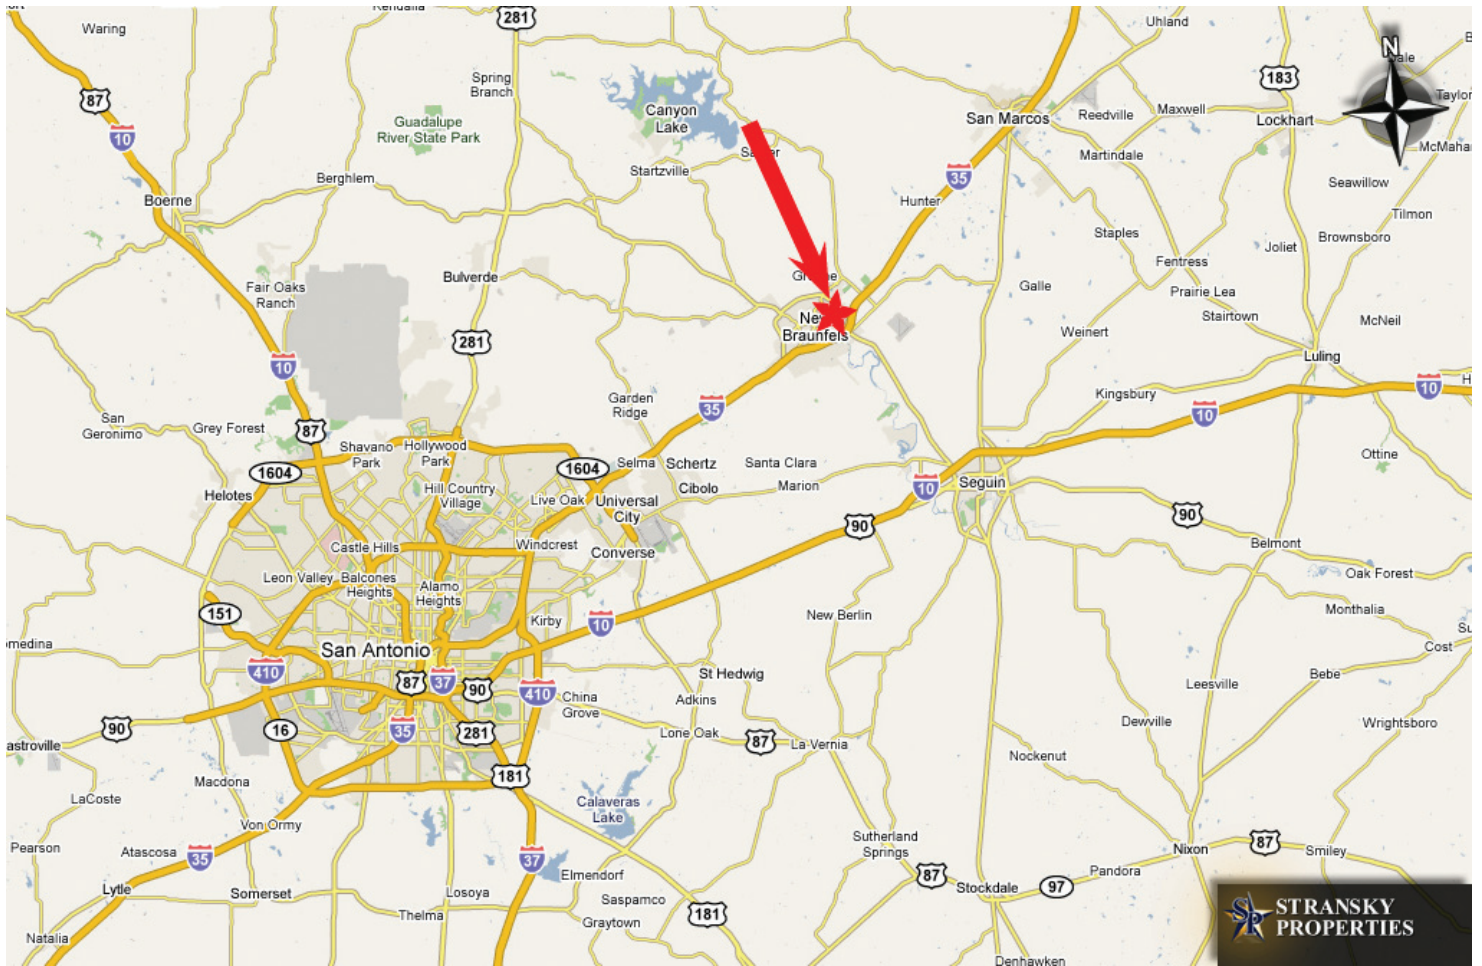 Kendalia
281
Uhland
Waring
N
Dale
Spring
Branch
183
87
Canyon
Lake
Taylor
Guadalupe
River State Park
San Marcos
Reedville
Maxwell
Lockhart
10
Martindale
Startzville
Berghlem
35
Seawillow
Boerne
Hunter
Tilmon
Staples
Brownsboro
Joliet
Fentress
Bulverde
Fair Oaks
Ranch
Galle
Prairie Lea
Stairtown
McNeil
New
Braunfels
Weinert
281
Luling
10
Kingsbury
10
Garden
Ridge
35
10
San
Geronimo
Grey Forest
87
Shavano
Park
Hollywood
Park
Ottine
1604
1604
Selma
Schertz
Santa Clara
Helotes
Hill Country
Village
Live Oak
Universal
City
Cibolo
Marion
10
Seguin
90
90
Castle Hills
Windcrest
Converse
Belmont
Leon Valley
Balcones
Heights
Alamo
Heights
Oak Forest
151
Kirby
10
New Berlin
Monthalia
omedina
San Antonio
Cost
410
87
37
90
410
St Hedwig
Bebe
China
Grove
Adkins
Leesville
90
16
35
281
Lone Oak
87
La Vernia
Dewville
Wrightsboro
astroville
Nockenut
181
Macdona
LaCoste
Calaveras
Lake
Von Ormy
Sutherland
Springs
Pearson
Atascosa
35
37
Nixon
87
Smiley
Elmendorf
87
Stockdale
97
Pandora
Lytle
Somerset
Losoya
Saspamco
181
Thelma
Graytown
Natalia
Denhawken
SP
STRANSKY
PROPERTIES